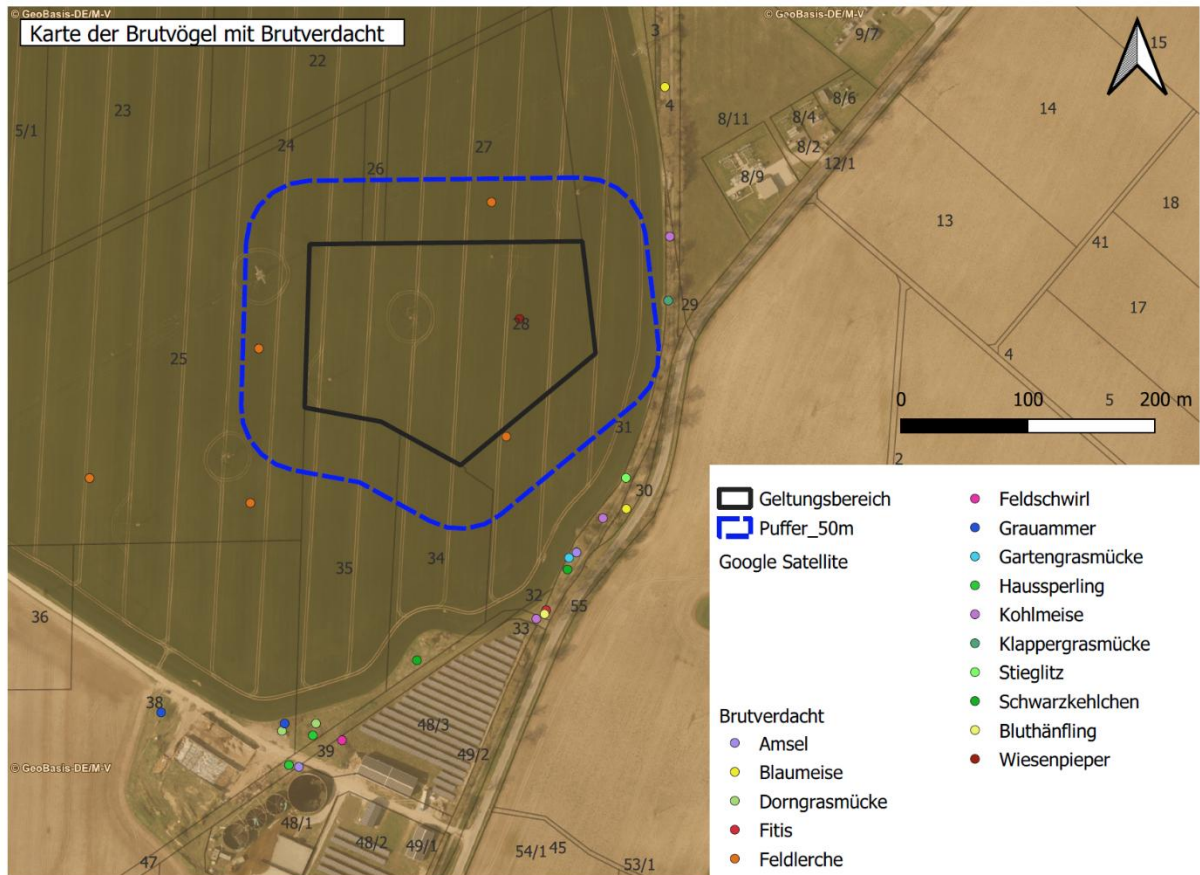 © GeoBasis-DE/M-V
© GeoBasis-DE/M-V
Karte der Brutvögel mit Brutverdacht
3
9/7
15
22
23
4
8/6
14
5/1
8/11
8/4
24
27
8/2
26
12/1
8/9
18
13
41
29
17
28
25
4
0
100
200 m
5
31
2
30
35
34
32
55
33
36
38
48/3
39
49/2
© GeoBasis-DE/M-V
48/1
48/2
49/1
47
54/1
45
53/1
Geltungsbereich
Puffer_50m
Google Satellite
Brutverdacht
Amsel
Blaumeise
Dorngrasmücke
Fitis
Feldlerche
Feldschwirl
Grauammer
Gartengrasmücke
Haussperling
Kohlmeise
Klappergrasmücke
Stieglitz
Schwarzkehlchen
Bluthänfling
Wiesenpieper